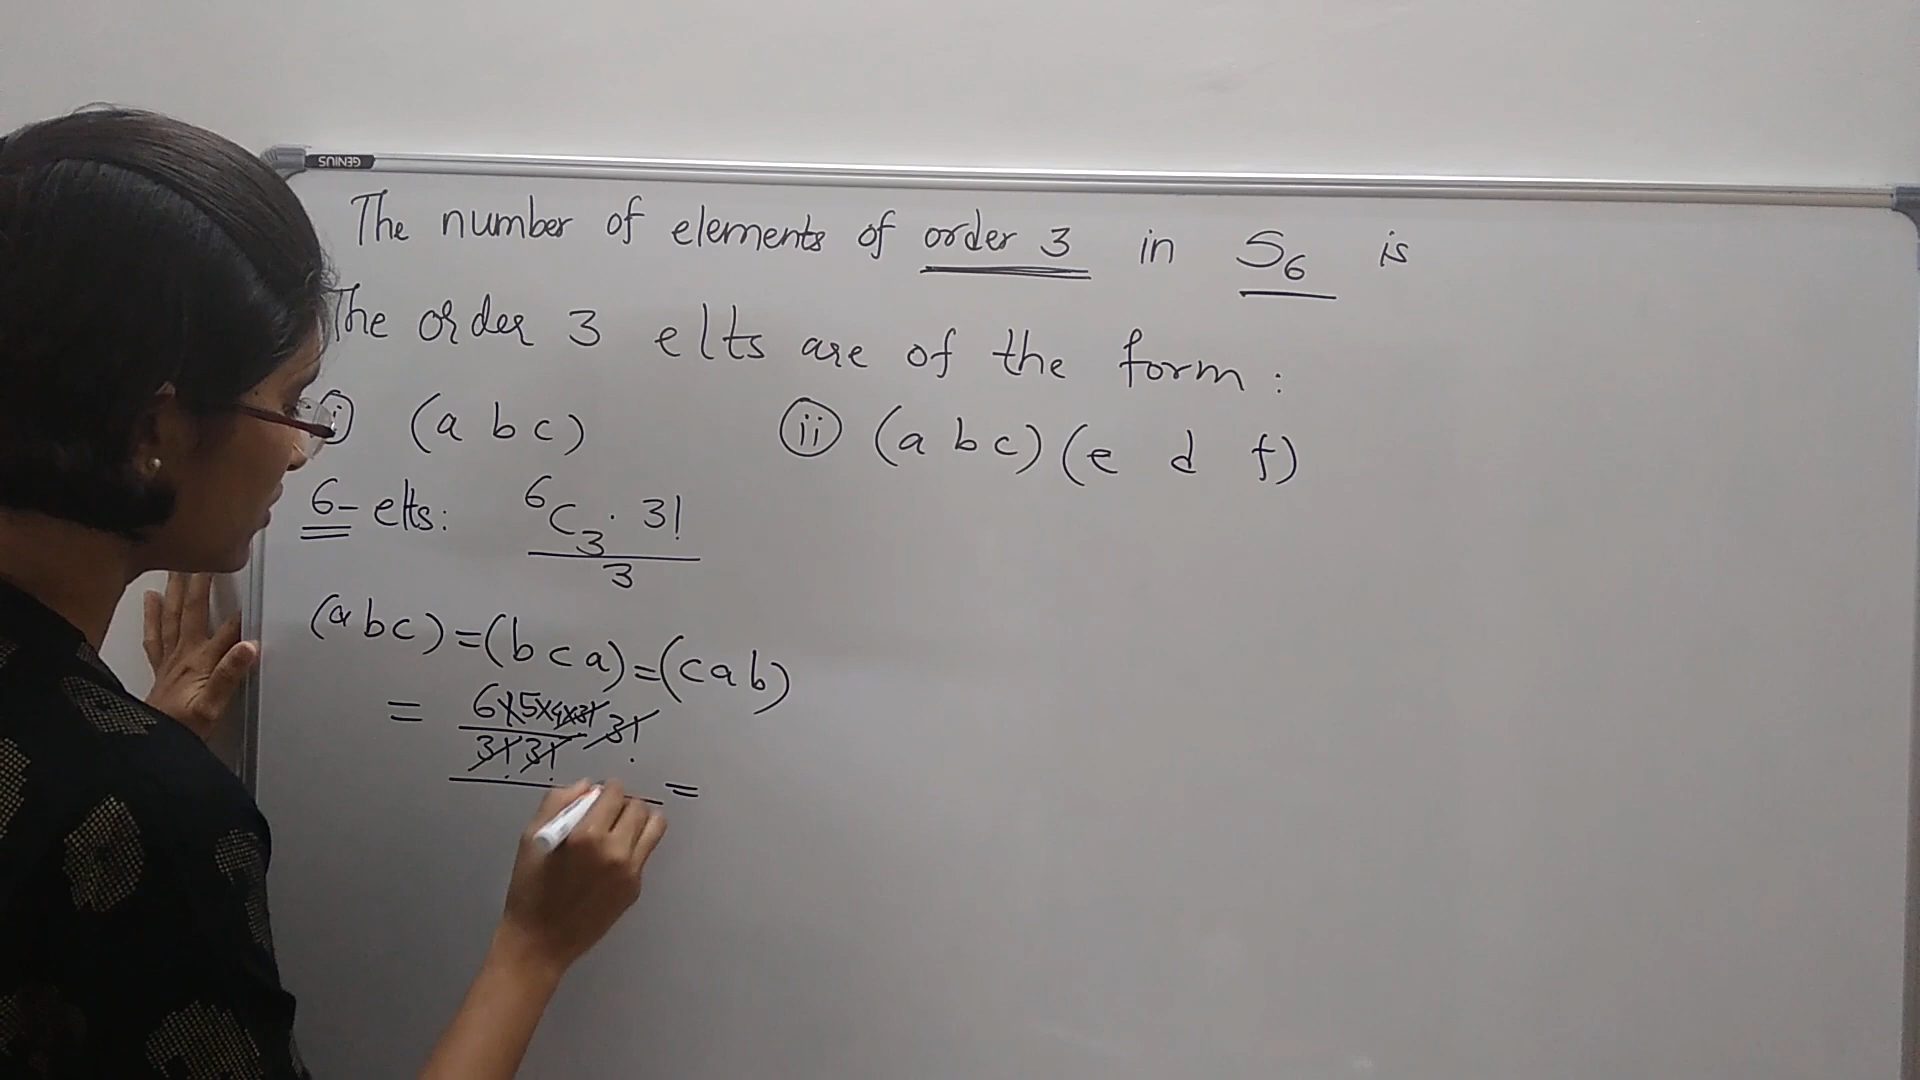 GENIUS
The number of elements of order 3 in S₆ is
The order 3 elts are of the form:
(i) (a b c) (ii) (a b c)(e d f)
6- elts: ⁶C₃ · 3! / 3
(a b c) = (b c a) = (c a b)
= 6×5×4×3! / 3! 3! 3! =